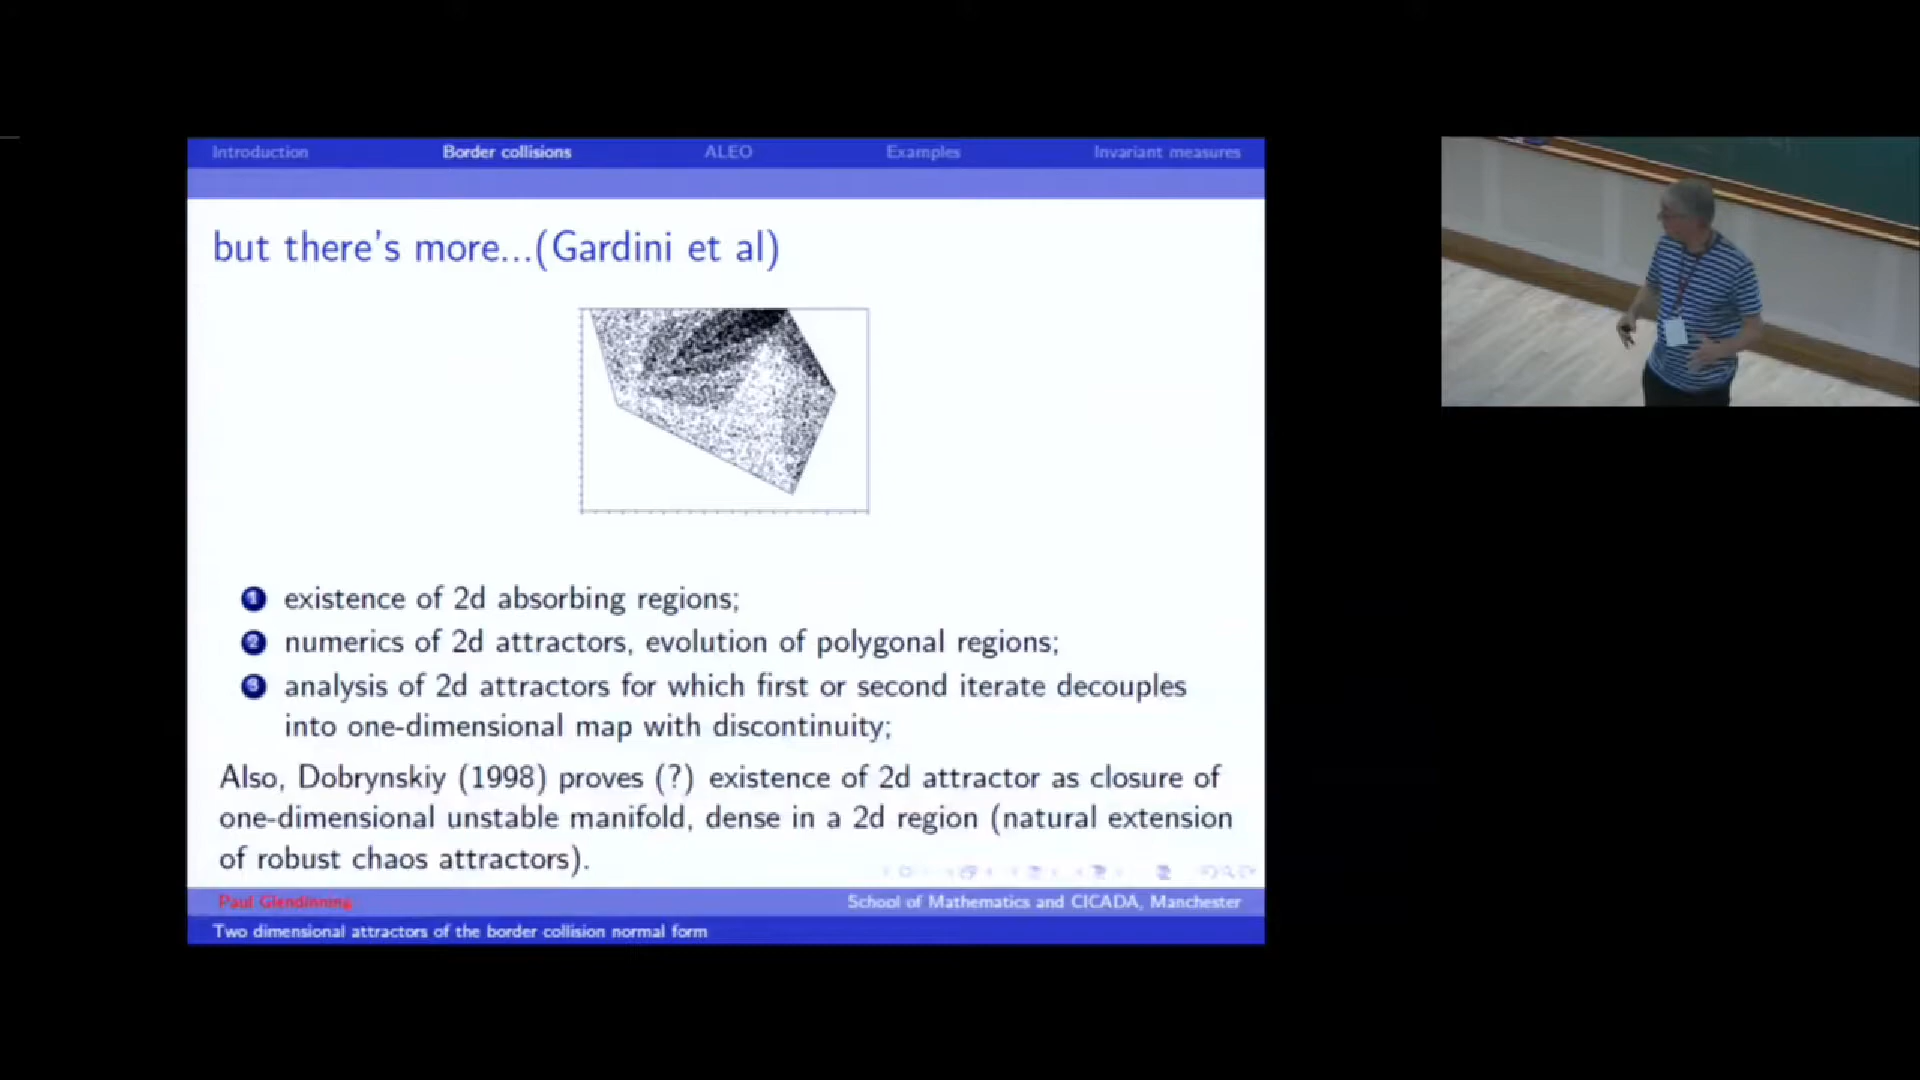 Introduction Border collisions ALEO Examples Invariant measures
but there's more...(Gardini et al)
1 existence of 2d absorbing regions;
2 numerics of 2d attractors, evolution of polygonal regions;
3 analysis of 2d attractors for which first or second iterate decouples
into one-dimensional map with discontinuity;
Also, Dobrynskiy (1998) proves (?) existence of 2d attractor as closure of
one-dimensional unstable manifold, dense in a 2d region (natural extension
of robust chaos attractors).
Paul Glendinning School of Mathematics and CICADA, Manchester
Two dimensional attractors of the border collision normal form